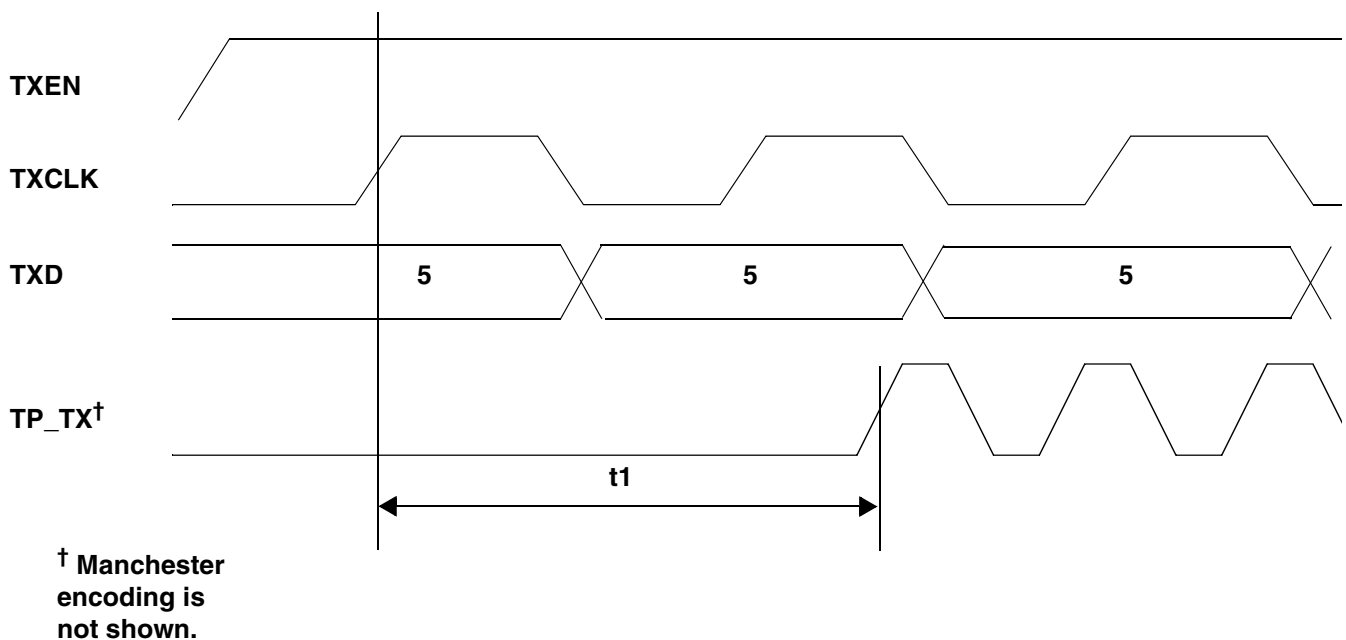 TXEN
TXCLK
TXD
5
5
5
TP_TX†
t1
† Manchester
encoding is
not shown.